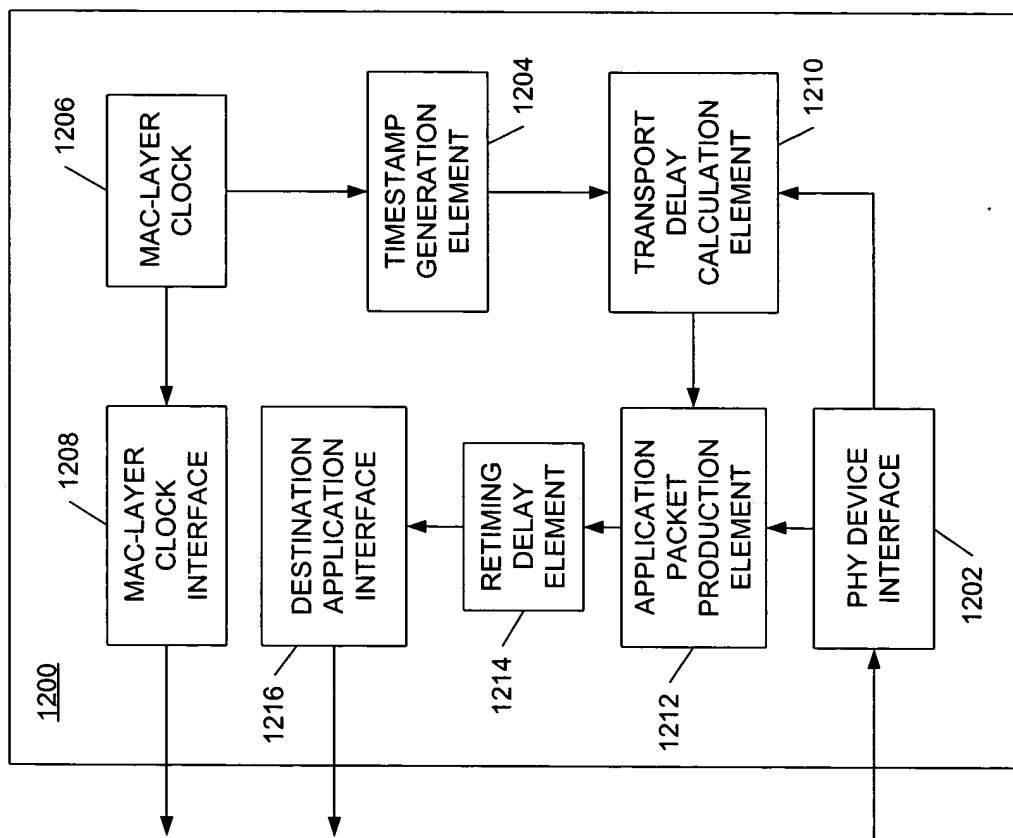 1200
1206
MAC-LAYER
CLOCK
1208
MAC-LAYER
CLOCK
INTERFACE
1204
TIMESTAMP
GENERATION
ELEMENT
1216
DESTINATION
APPLICATION
INTERFACE
1214
RETIMING
DELAY
ELEMENT
1210
TRANSPORT
DELAY
CALCULATION
ELEMENT
1212
APPLICATION
PACKET
PRODUCTION
ELEMENT
PHY DEVICE
INTERFACE
1202